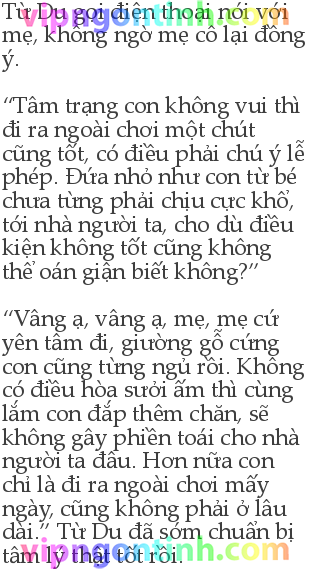 Từ Du gọi điện thoại nói với
mẹ, không ngờ mẹ cô lại đồng
ý.
“Tâm trạng con không vui thì
đi ra ngoài chơi một chút
cũng tốt, có điều phải chú ý lễ
phép. Đứa nhỏ như con từ bé
chưa từng phải chịu cực khổ,
tới nhà người ta, cho dù điều
kiện không tốt cũng không
thể oán giận biết không?”
“Vâng ạ, vâng ạ, mẹ, mẹ cứ
yên tâm đi, giường gỗ cứng
con cũng từng ngủ rồi. Không
có điều hòa sưởi ấm thì cùng
lắm con đắp thêm chăn, sẽ
không gây phiền toái cho nhà
người ta đâu. Hơn nữa con
chỉ là đi ra ngoài chơi mấy
ngày, cũng không phải ở lâu
dài.” Từ Du đã sớm chuẩn bị
tâm lý thật tốt rồi.
vipngontinh.com
vipngontinh.com